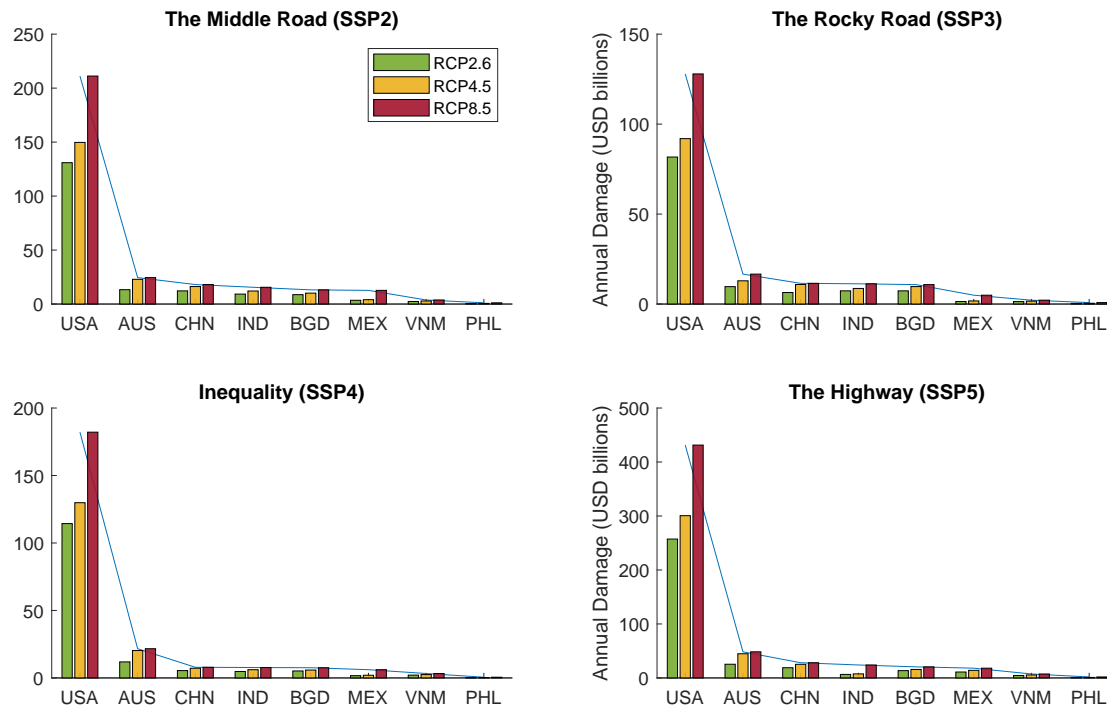 The Middle Road (SSP2)
250
200
150
100
50
0
USA AUS CHN IND BGD MEX VNM PHL
RCP2.6
RCP4.5
RCP8.5
The Rocky Road (SSP3)
Annual Damage (USD billions)
150
100
50
0
USA AUS CHN IND BGD MEX VNM PHL
Inequality (SSP4)
200
150
100
50
0
USA AUS CHN IND BGD MEX VNM PHL
The Highway (SSP5)
Annual Damage (USD billions)
500
400
300
200
100
0
USA AUS CHN IND BGD MEX VNM PHL